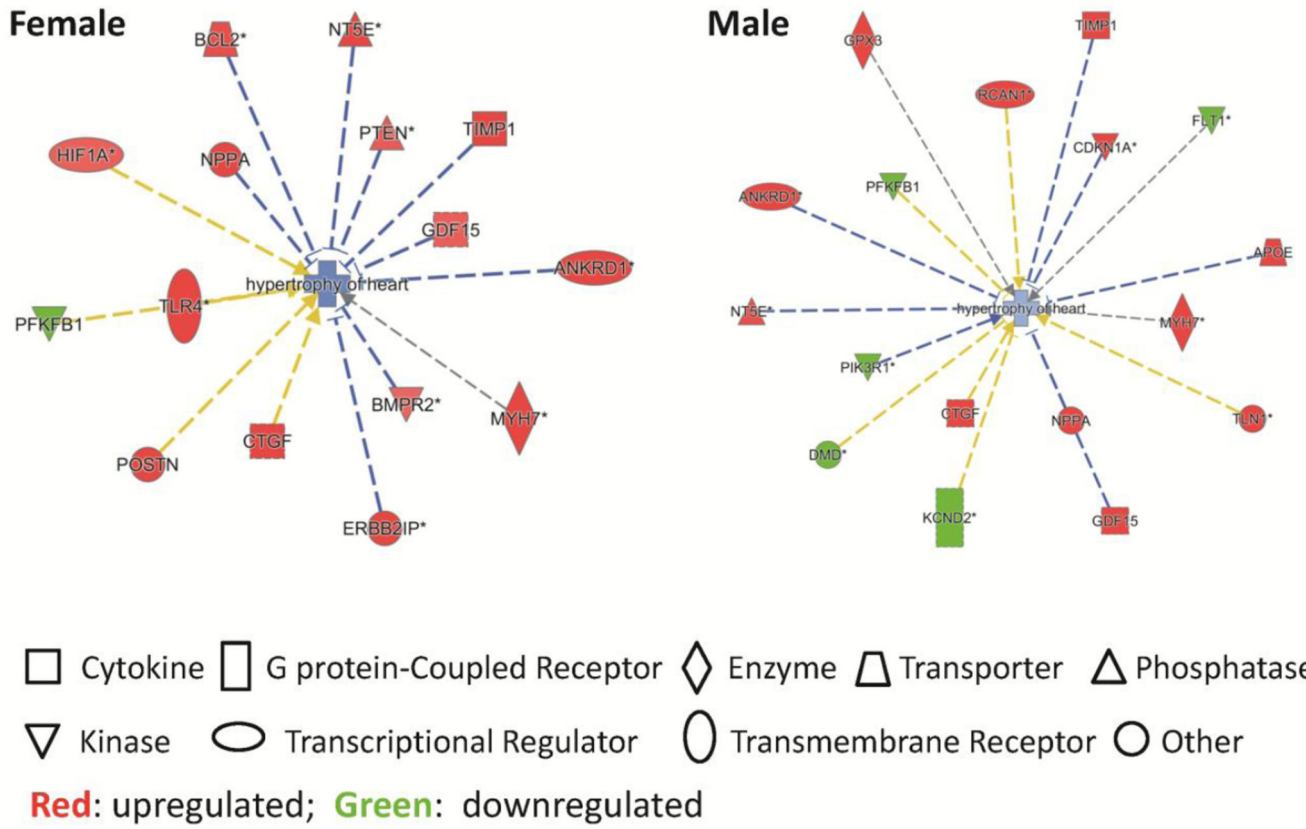 Female
BCL2*
NT5E*
PTEN*
TIMP1
HIF1A*
NPPA
GDF15
ANKRD1*
hypertrophy of heart
TLR4*
PFKFB1
BMPR2*
MYH7*
CTGF
POSTN
ERBB2IP*
Male
GPX3
TIMP1
RCAN1*
FLT1*
CDKN1A*
PFKFB1
ANKRD1*
APOE
hypertrophy of heart
NT5E*
MYH7*
PIK3R1*
CTGF
NPPA
TLN1*
DMD*
KCND2*
GDF15
Cytokine G protein-Coupled Receptor Enzyme Transporter Phosphatase
Kinase Transcriptional Regulator Transmembrane Receptor Other
Red: upregulated; Green: downregulated